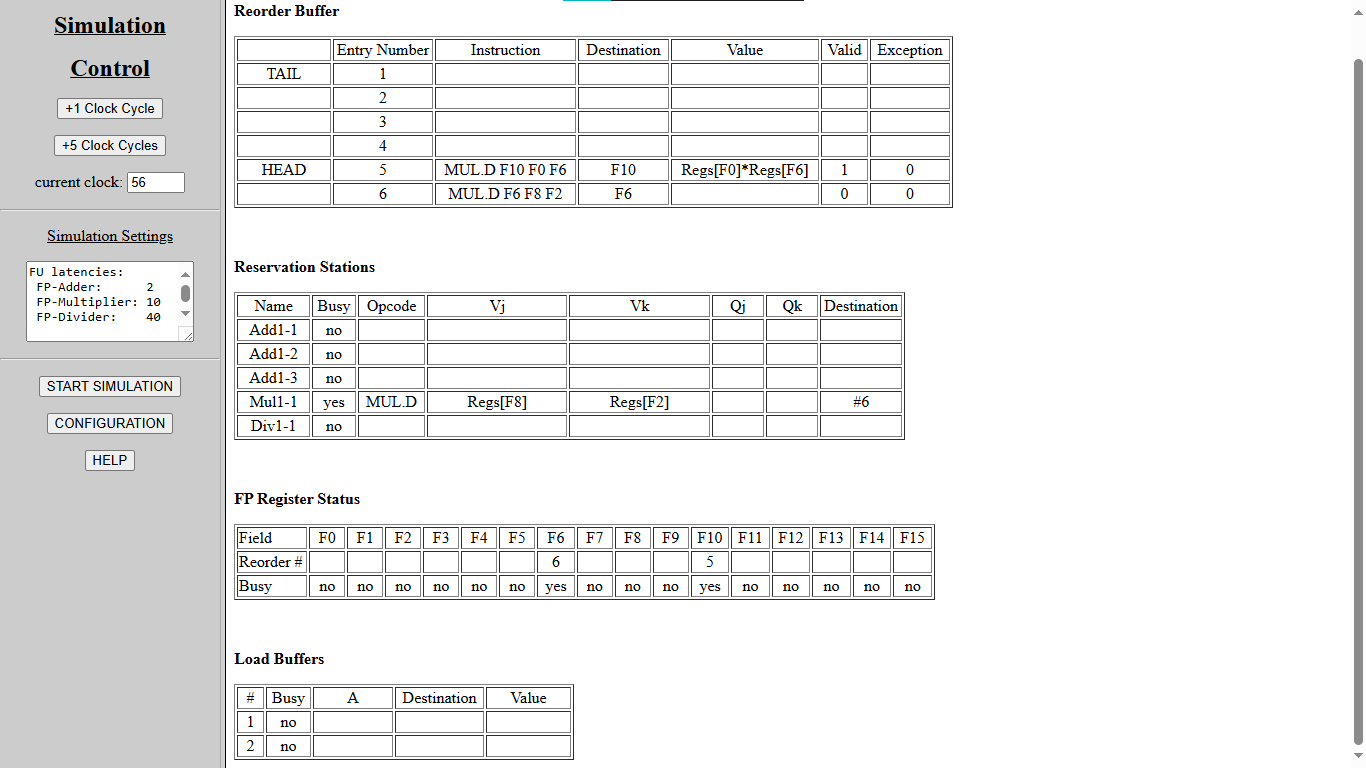 Simulation
Control
+1 Clock Cycle
+5 Clock Cycles
current clock: 56
Simulation Settings
FU latencies:
FP-Adder: 2
FP-Multiplier: 10
FP-Divider: 40
START SIMULATION
CONFIGURATION
HELP
Reorder Buffer
Entry Number Instruction Destination Value Valid Exception
TAIL 1
2
3
4
HEAD 5 MUL.D F10 F0 F6 F10 Regs[F0]*Regs[F6] 1 0
6 MUL.D F6 F8 F2 F6 0 0
Reservation Stations
Name Busy Opcode Vj Vk Qj Qk Destination
Add1-1 no
Add1-2 no
Add1-3 no
Mul1-1 yes MUL.D Regs[F8] Regs[F2] #6
Div1-1 no
FP Register Status
Field F0 F1 F2 F3 F4 F5 F6 F7 F8 F9 F10 F11 F12 F13 F14 F15
Reorder # 6 5
Busy no no no no no no yes no no no yes no no no no no
Load Buffers
# Busy A Destination Value
1 no
2 no